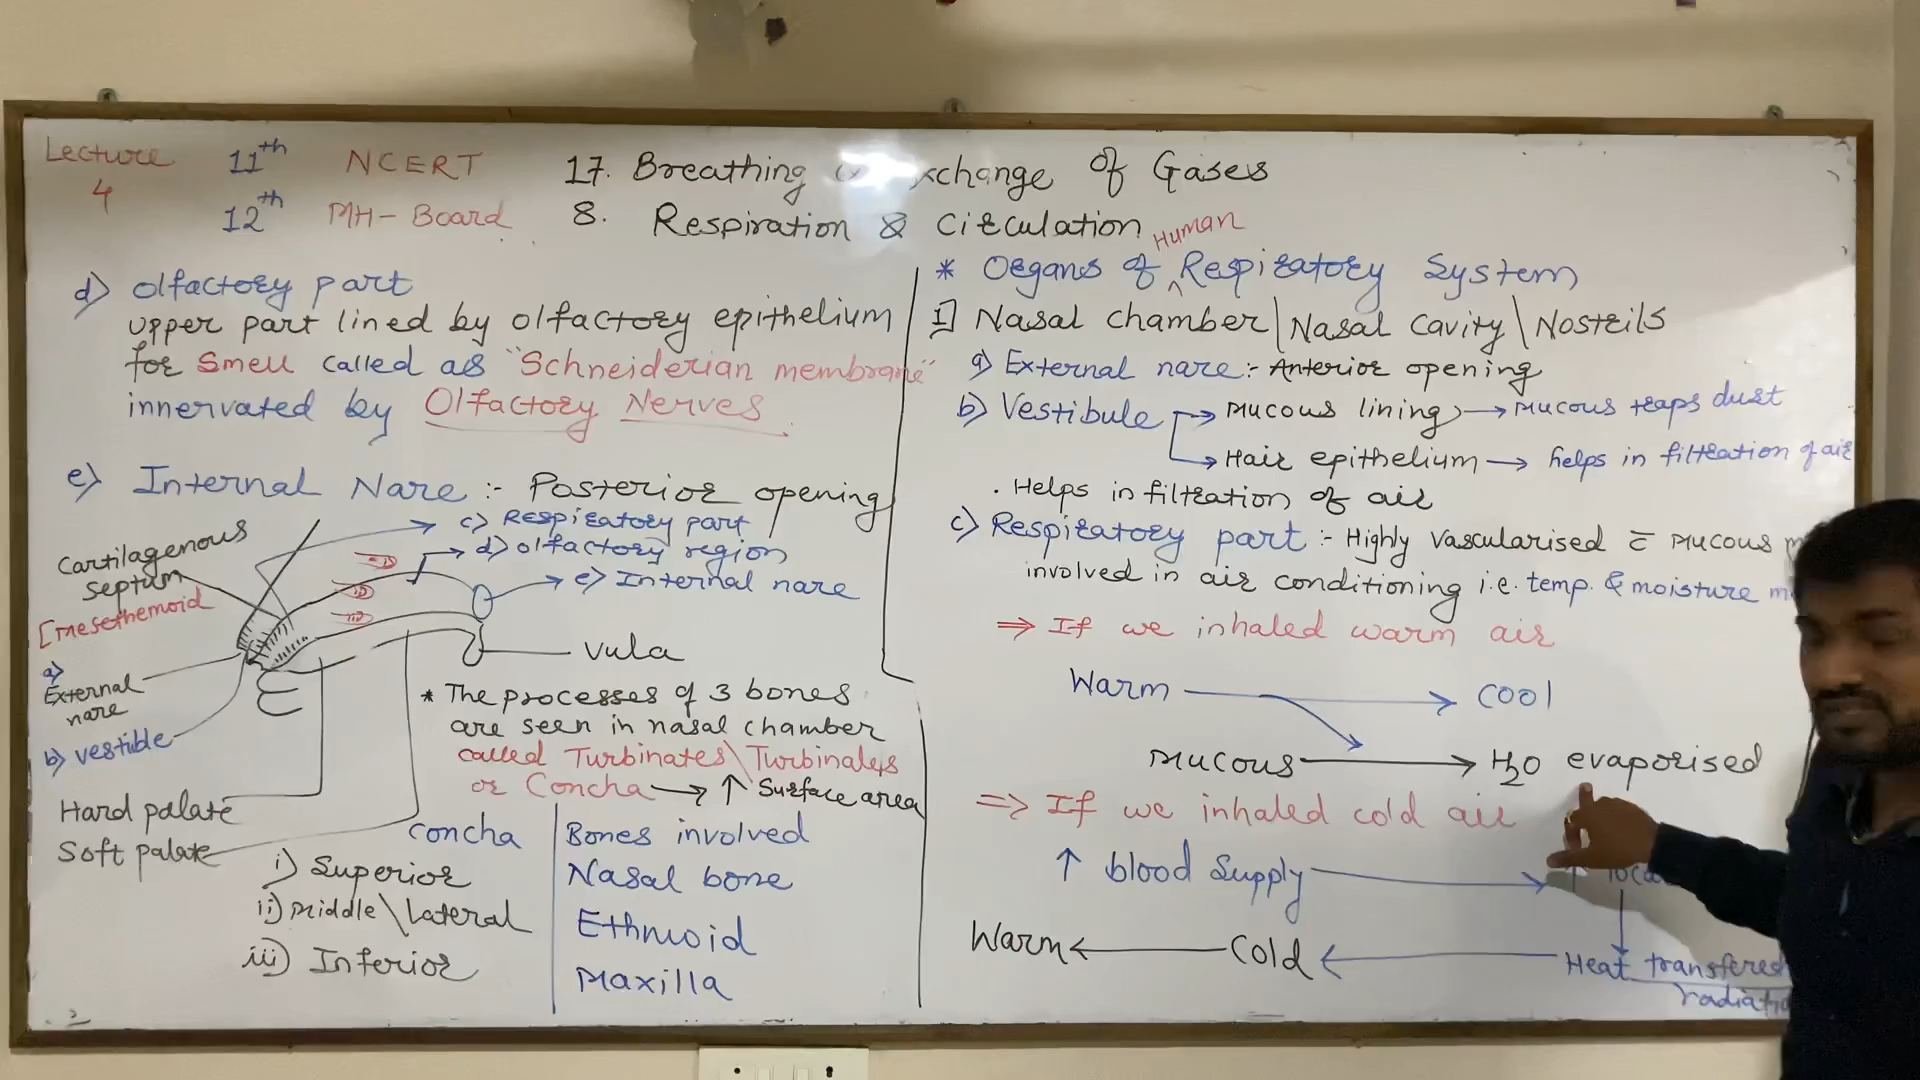 Lecture 4
11th NCERT 17. Breathing & xchange of Gases
12th MH-Board 8. Respiration & Circulation
d) Olfactory part
upper part lined by olfactory epithelium
for smell called as "Schneiderian membrane"
innervated by Olfactory Nerves
e) Internal Nare :- Posterior opening
c) Respiratory part
d) olfactory region
e) Internal nare
Cartilagenous
septum
[mesethemoid
a)
External
nare
b) vestible
Hard palate
Soft palate
vula
* The processes of 3 bones
are seen in nasal chamber
called Turbinates\Turbinals
or Concha → ↑ Surface area
Concha | Bones involved
i) Superior Nasal bone
ii) middle\lateral Ethmoid
iii) Inferior Maxilla
* Organs of Human Respiratory System
I] Nasal chamber | Nasal Cavity \ Nostrils
a) External nare :- Anterior opening
b) Vestibule → Mucous lining → Mucous traps dust
→ Hair epithelium → helps in filtration of air
. Helps in filtration of air
c) Respiratory part :- Highly vascularised c̄ Mucous
involved in air conditioning i.e. temp. & moisture
⇒ If we inhaled warm air
Warm → Cool
Mucous → H2O evaporised
⇒ If we inhaled cold air
↑ blood supply → ↑
Warm ← Cold ← Heat transfered